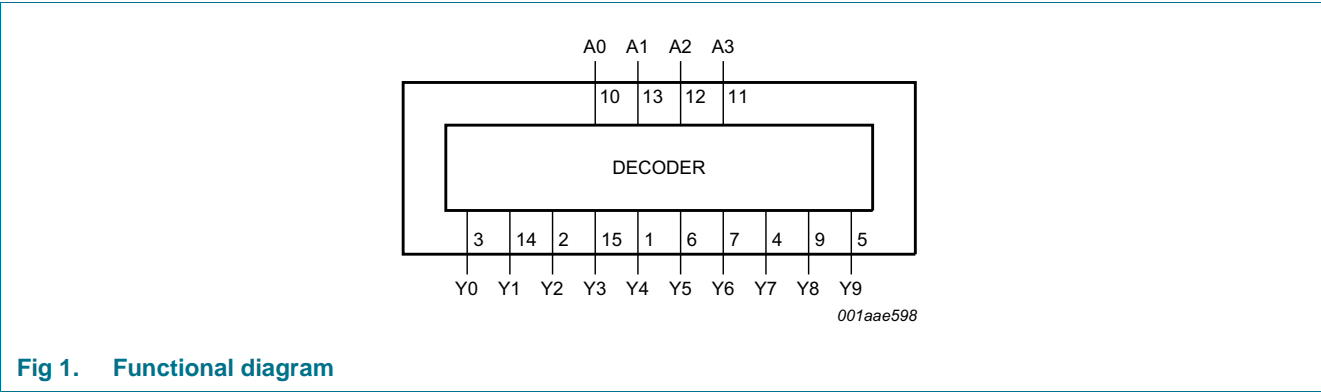 A0 A1 A2 A3
10 13 12 11
DECODER
3 14 2 15 1 6 7 4 9 5
Y0 Y1 Y2 Y3 Y4 Y5 Y6 Y7 Y8 Y9
001aae598
Fig 1. Functional diagram